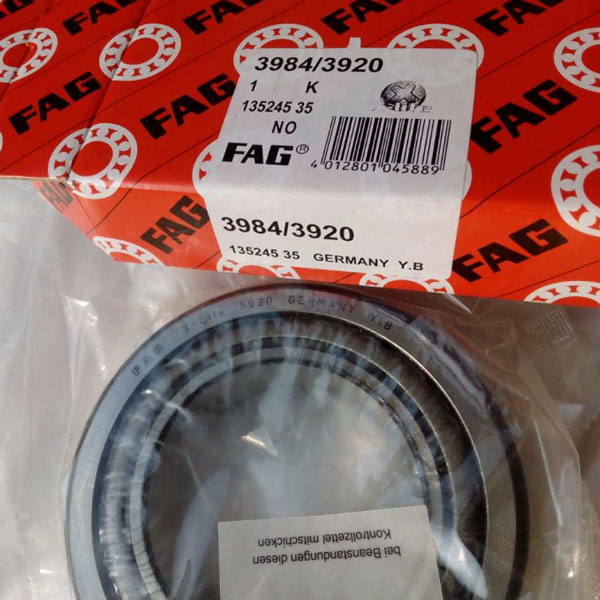 FAG
FAG
FAG
FAG
FAG
FAG
3984/3920
1 K
135245 35
NO
FAG®
4 012801 045889
3984/3920
135245 35 GERMANY Y.B
FAG X-life 3920 GERMANY Y.B
bei Beanstandungen diesen
Kontrollzettel mitschicken